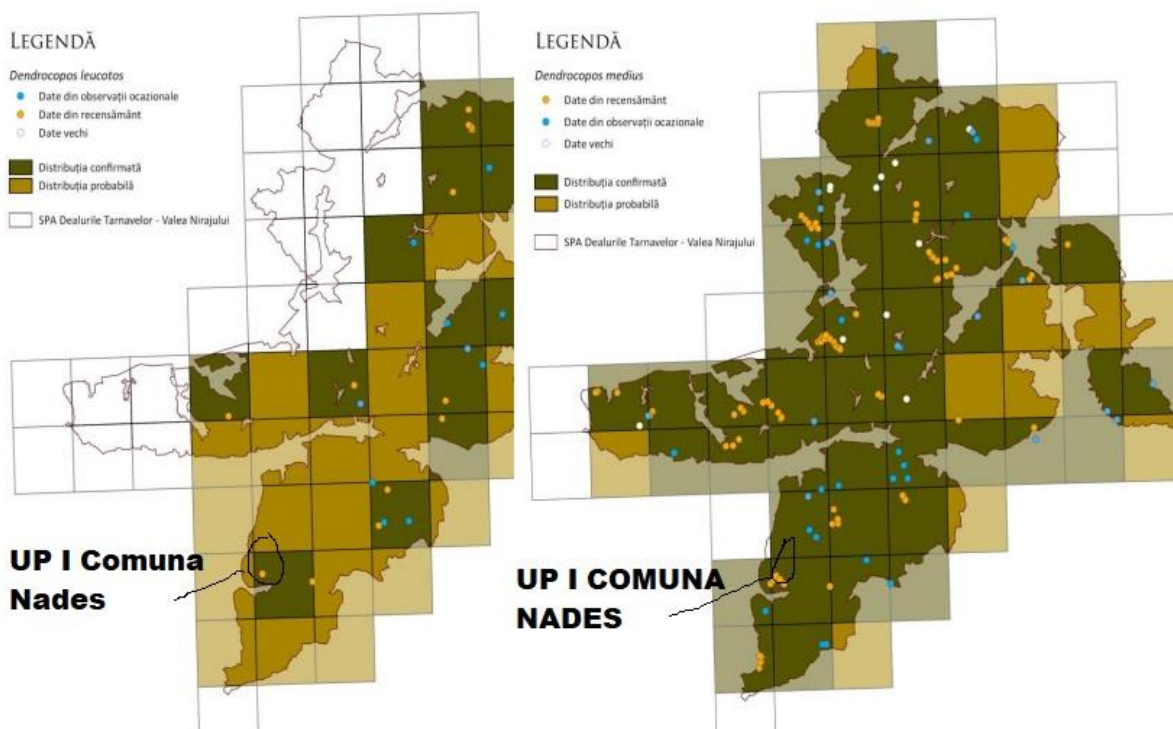 LEGENDĂ
Dendrocopos leucotos
Date din observații ocazionale
Date din recensământ
Date vechi
Distribuția confirmată
Distribuția probabilă
SPA Dealurile Tarnavelor - Valea Nirajului
UP I Comuna
Nades
LEGENDĂ
Dendrocopos medius
Date din recensământ
Date din observații ocazionale
Date vechi
Distribuția confirmată
Distribuția probabilă
SPA Dealurile Tarnavelor - Valea Nirajului
UP I COMUNA
NADES